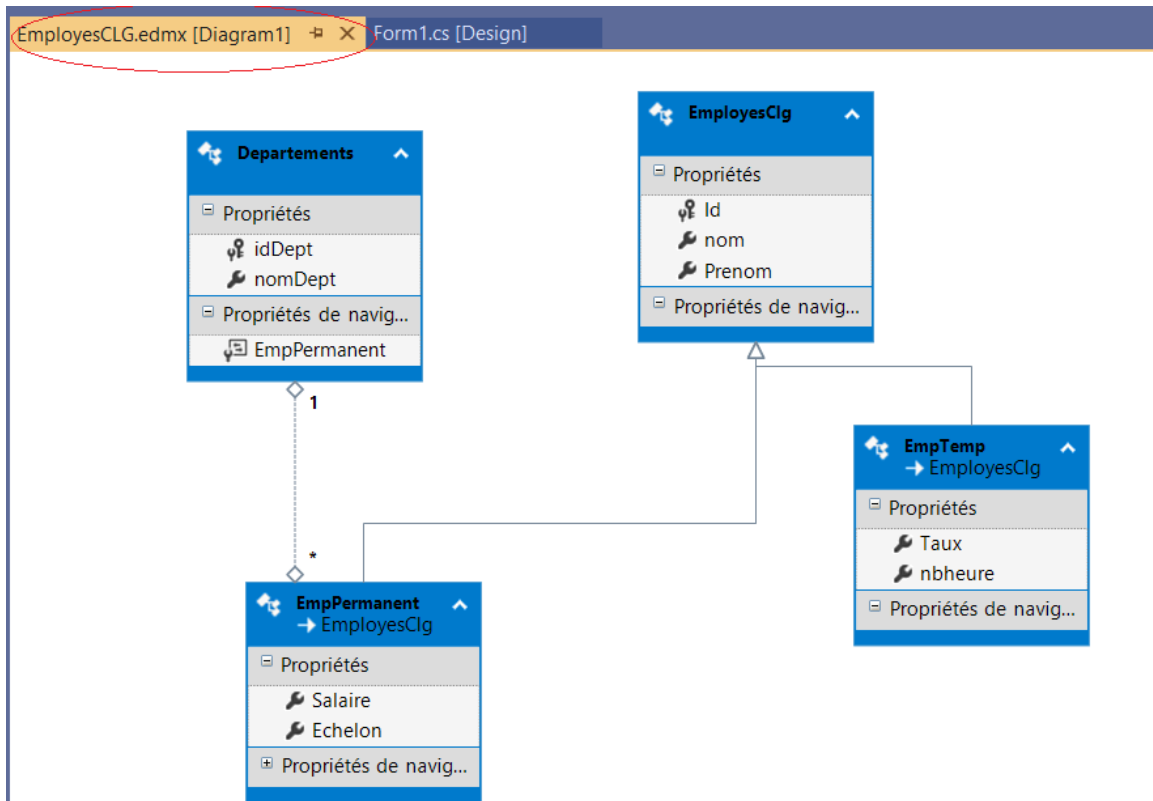 EmployesCLG.edmx [Diagram1]
Form1.cs [Design]
Departements
Propriétés
idDept
nomDept
Propriétés de navig...
EmpPermanent
1
*
EmployesClg
Propriétés
Id
nom
Prenom
Propriétés de navig...
EmpTemp
EmployesClg
Propriétés
Taux
nbheure
Propriétés de navig...
EmpPermanent
EmployesClg
Propriétés
Salaire
Echelon
Propriétés de navig...